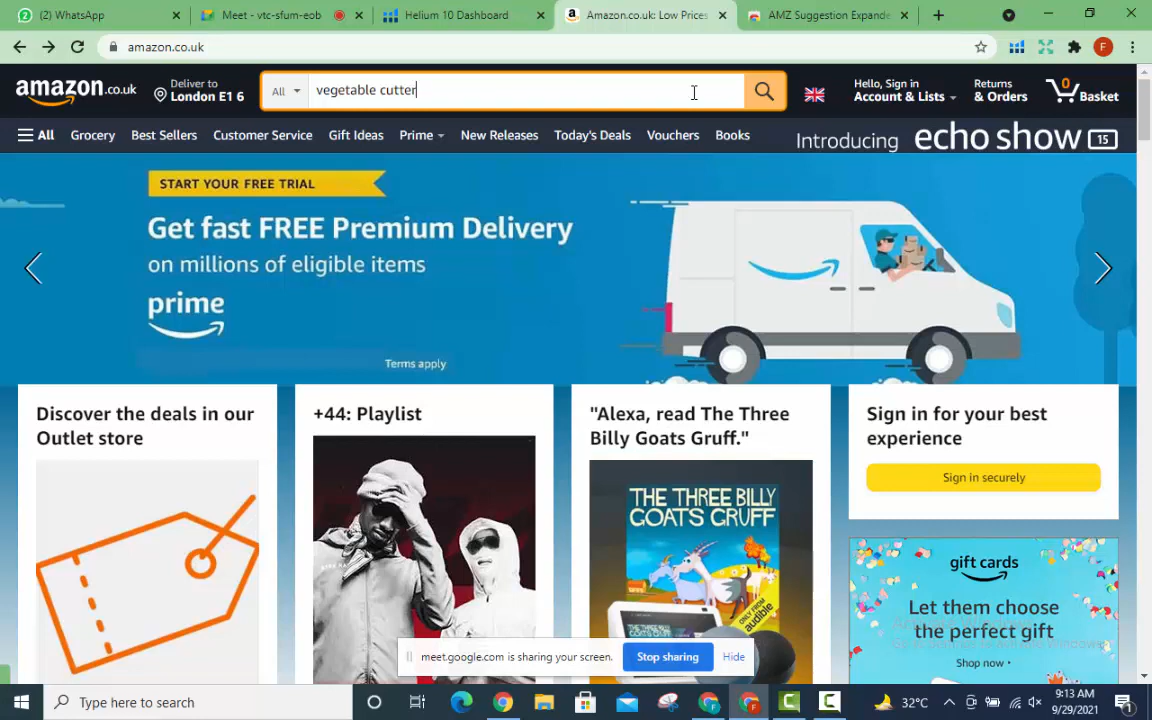 (2) WhatsApp
Meet - vtc-sfum-eob
Helium 10 Dashboard
Amazon.co.uk: Low Prices
AMZ Suggestion Expande
amazon.co.uk
F
amazon.co.uk
Deliver to
London E1 6
All
vegetable cutter
Hello, Sign in
Account & Lists
Returns
& Orders
0
Basket
All
Grocery
Best Sellers
Customer Service
Gift Ideas
Prime
New Releases
Today's Deals
Vouchers
Books
Introducing echo show 15
START YOUR FREE TRIAL
Get fast FREE Premium Delivery
on millions of eligible items
prime
Terms apply
Discover the deals in our
Outlet store
+44: Playlist
"Alexa, read The Three
Billy Goats Gruff."
Sign in for your best
experience
Sign in securely
THE THREE BILLY
GOATS GRUFF
ONLY FROM
audible
gift cards
Let them choose
the perfect gift
Shop now
meet.google.com is sharing your screen.
Stop sharing
Hide
Type here to search
32°C
9:13 AM
9/29/2021
1